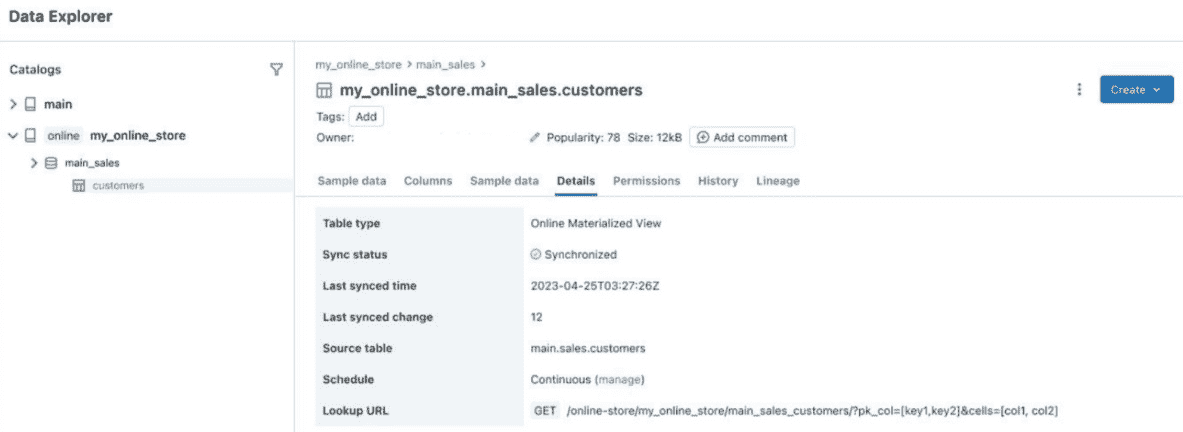 Data Explorer
Catalogs
main
online my_online_store
main_sales
customers
my_online_store > main_sales >
my_online_store.main_sales.customers
Create
Tags: Add
Owner: Popularity: 78 Size: 12kB Add comment
Sample data Columns Sample data Details Permissions History Lineage
Table type Online Materialized View
Sync status Synchronized
Last synced time 2023-04-25T03:27:26Z
Last synced change 12
Source table main.sales.customers
Schedule Continuous (manage)
Lookup URL GET /online-store/my_online_store/main_sales_customers/?pk_col=[key1,key2]&cells=[col1, col2]